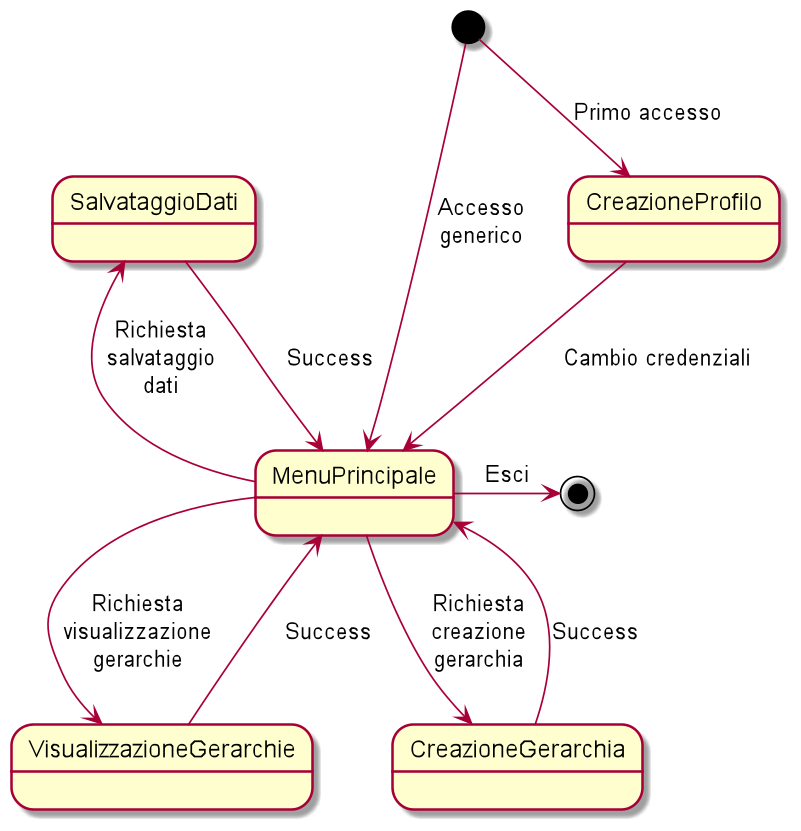 Primo accesso
SalvataggioDati
CreazioneProfilo
Accesso
generico
Richiesta
salvataggio
dati
Success
Cambio credenziali
MenuPrincipale
Esci
Richiesta
visualizzazione
gerarchie
Success
Richiesta
creazione
gerarchia
Success
VisualizzazioneGerarchie
CreazioneGerarchia